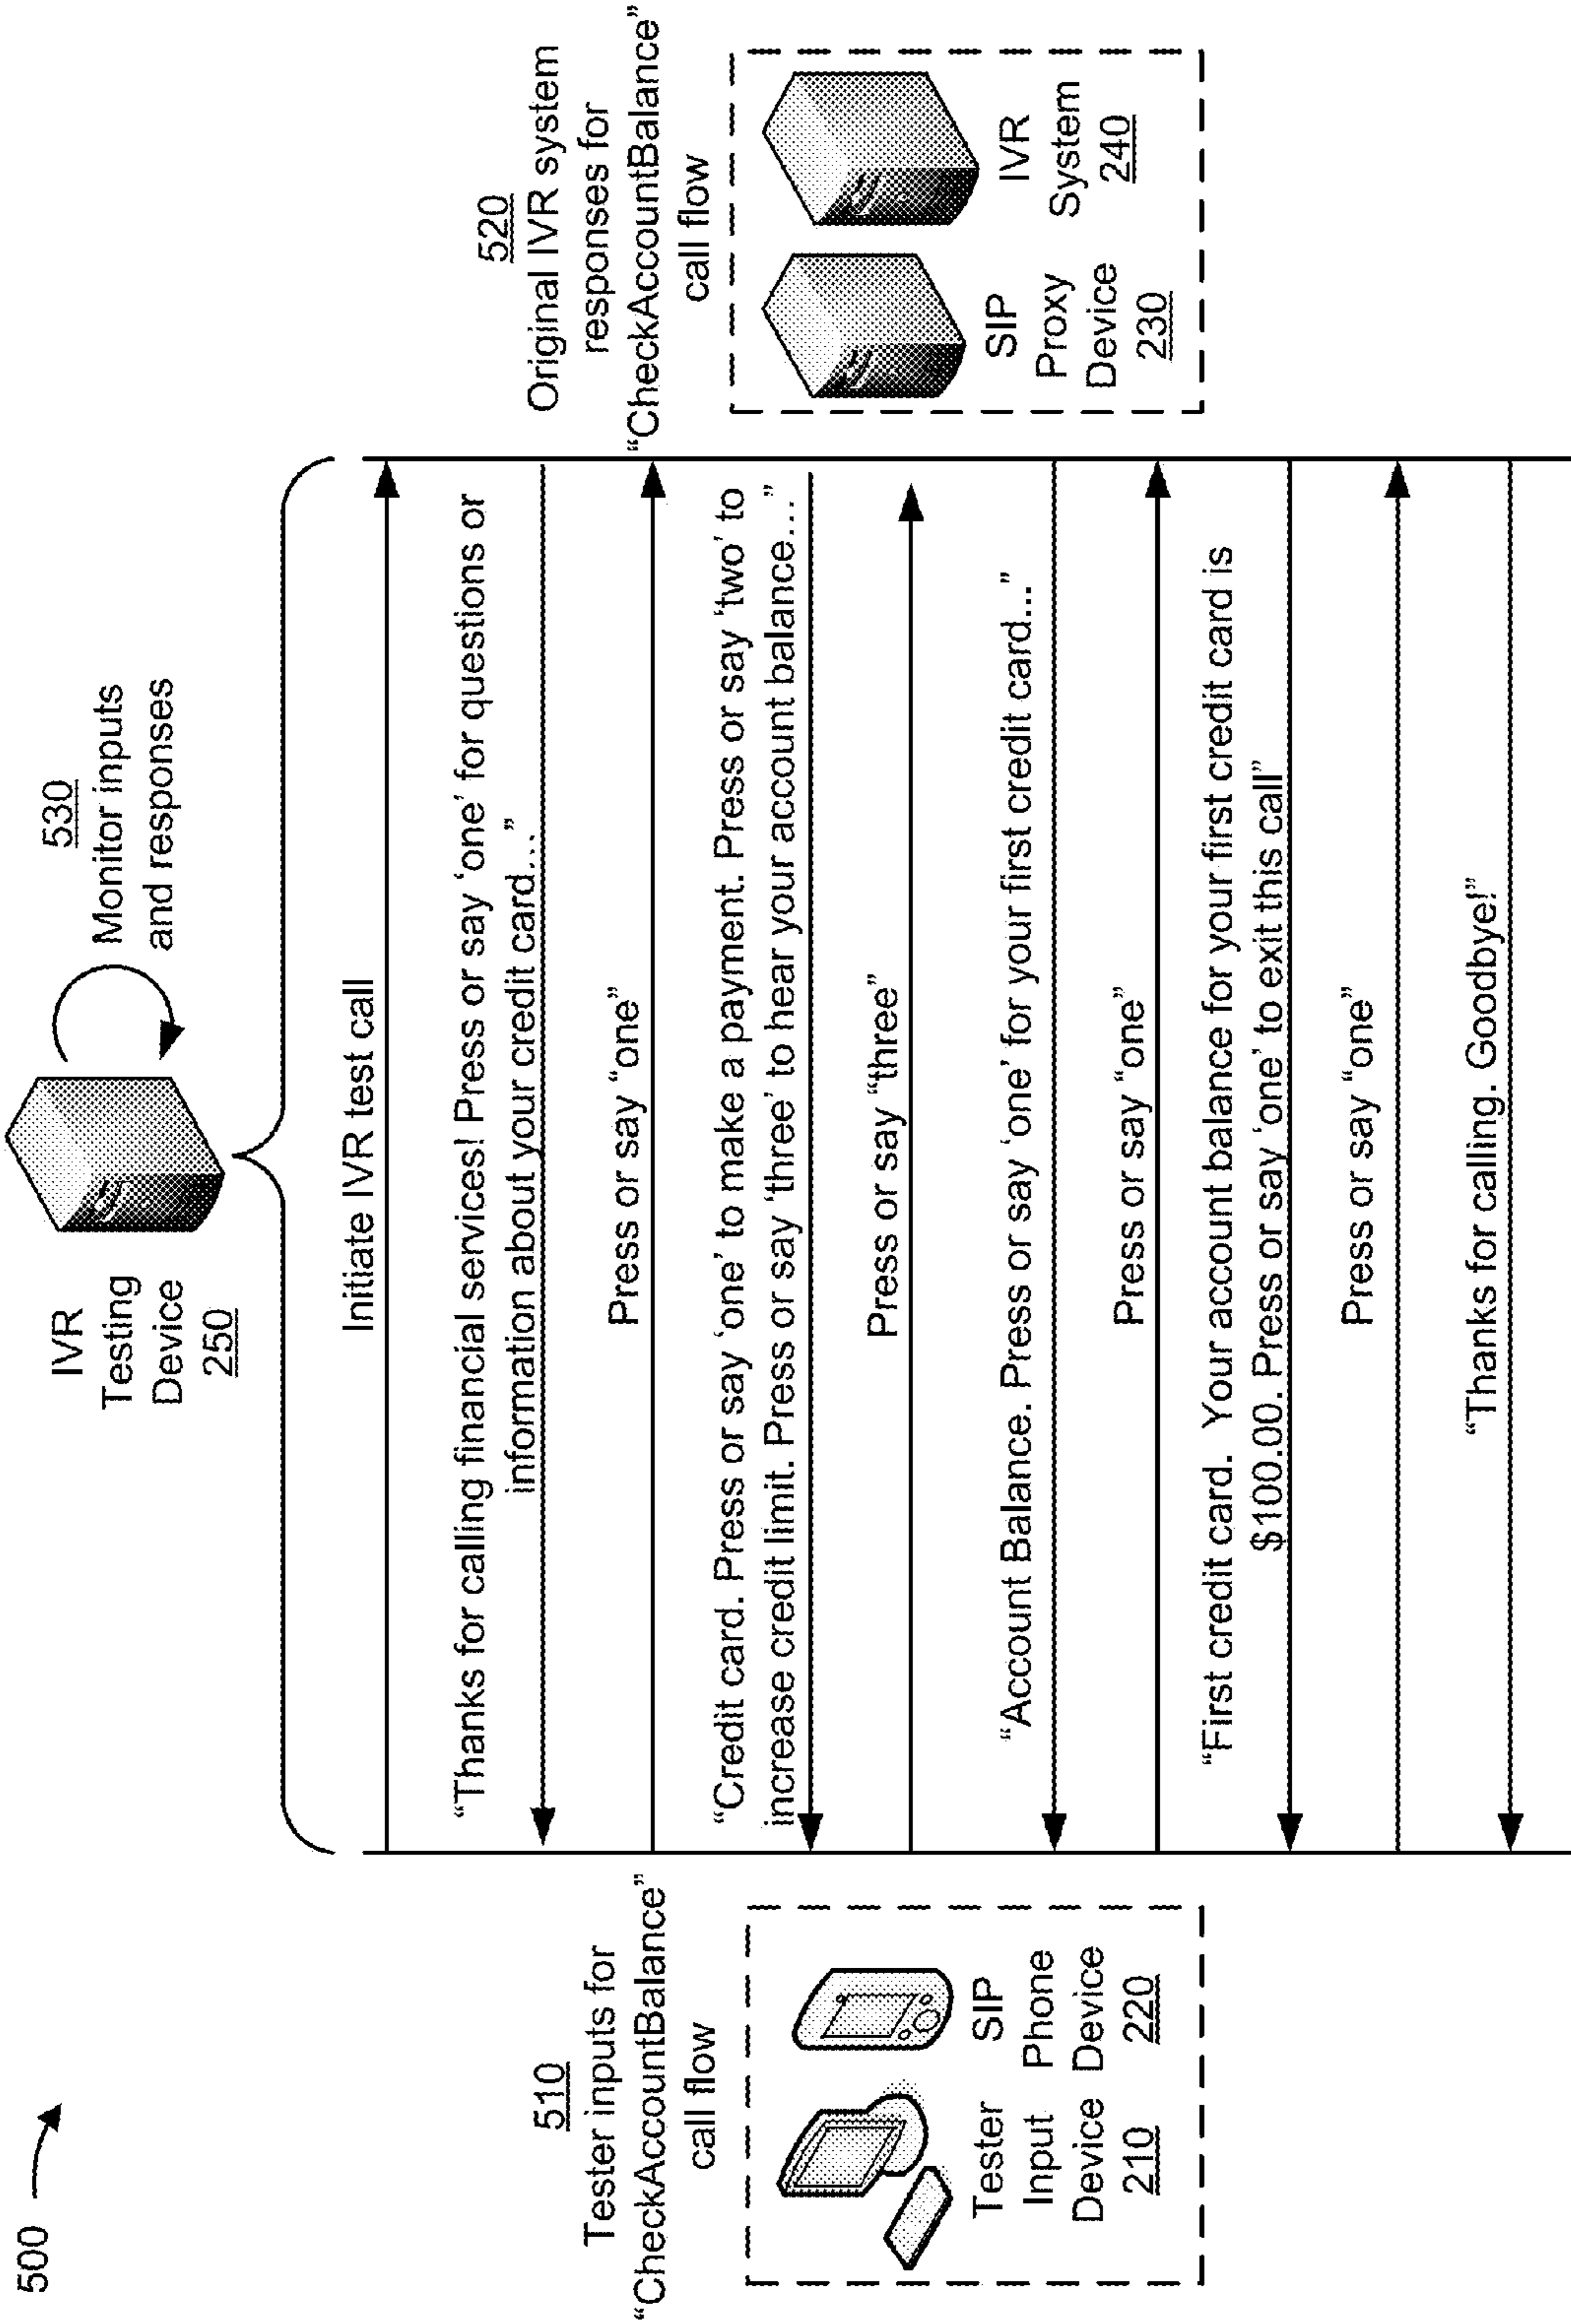 500
IVR
Testing
Device
250
530
Monitor inputs
and responses
510
Tester inputs for
“CheckAccountBalance”
call flow
Tester
Input
Device
210
SIP
Phone
Device
220
520
Original IVR system
responses for
“CheckAccountBalance”
call flow
SIP
Proxy
Device
230
IVR
System
240
Initiate IVR test call
“Thanks for calling financial services! Press or say ‘one’ for questions or
information about your credit card...”
Press or say “one”
“Credit card. Press or say ‘one’ to make a payment. Press or say ‘two’ to
increase credit limit. Press or say ‘three’ to hear your account balance...”
Press or say “three”
“Account Balance. Press or say ‘one’ for your first credit card...”
Press or say “one”
“First credit card. Your account balance for your first credit card is
$100.00. Press or say ‘one’ to exit this call”
Press or say “one”
“Thanks for calling. Goodbye!”